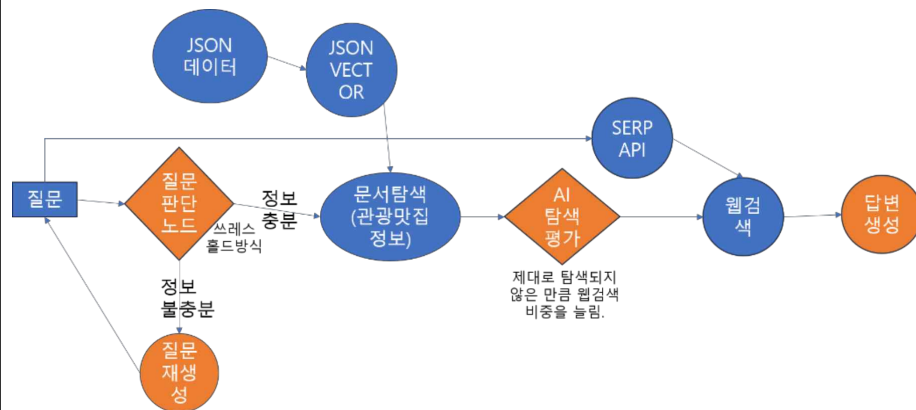 JSON
데이터
JSON
VECT
OR
SERP
API
질문
질문
판단
노드
쓰레스
홀드방식
정보
충분
문서탐색
(관광맛집
정보)
AI
탐색
평가
제대로 탐색되지
않은 만큼 웹검색
비중을 늘림.
웹검
색
답변
생성
정보
불충분
질문
재생
성